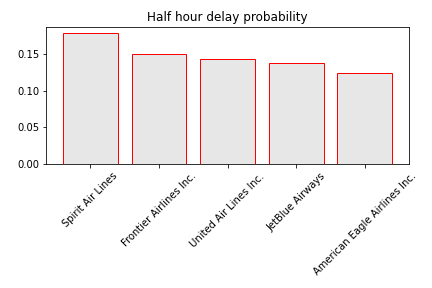 Half hour delay probability
0.15
0.10
0.05
0.00
Spirit Air Lines
Frontier Airlines Inc.
United Air Lines Inc.
JetBlue Airways
American Eagle Airlines Inc.